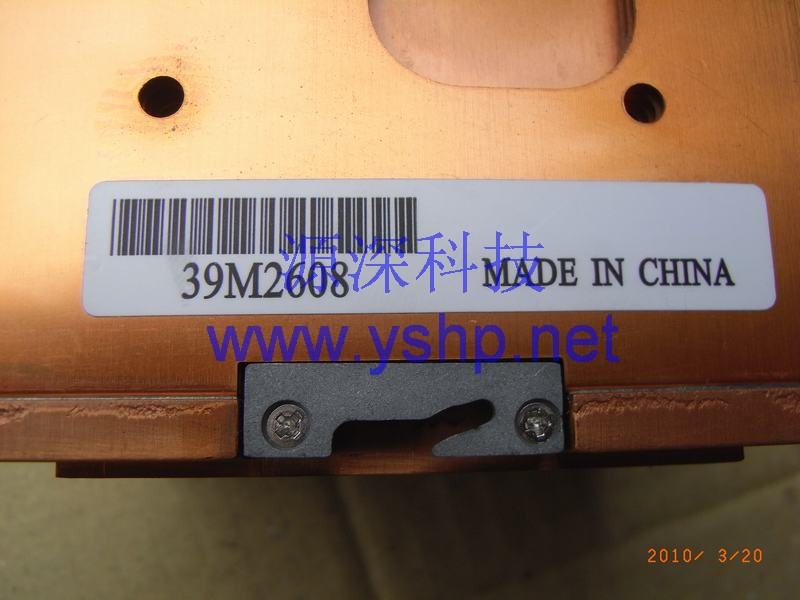 源深科技
39M2608 MADE IN CHINA
www.yshp.net
2010/ 3/20